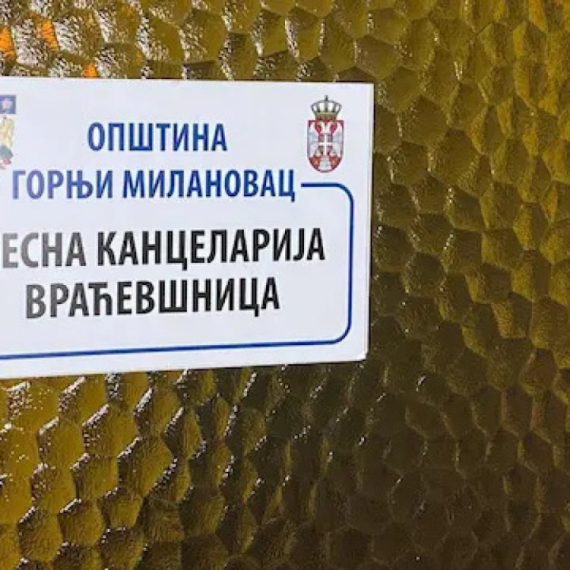 ОПШТИНА
ГОРЊИ МИЛАНОВАЦ
ЕСНА КАНЦЕЛАРИЈА
ВРАЋЕВШНИЦА